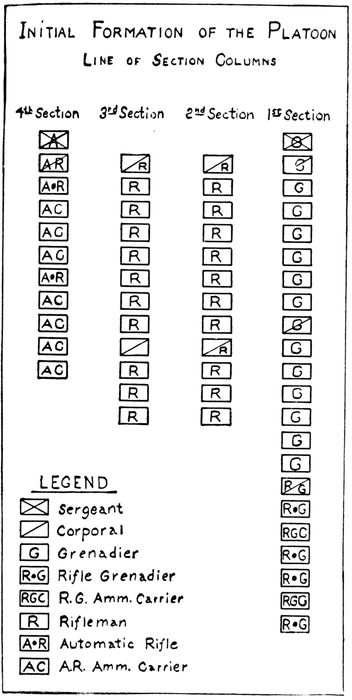 INITIAL FORMATION OF THE PLATOON
LINE OF SECTION COLUMNS
4th Section 3rd Section 2nd Section 1st Section
A G
AR R R G
A•R R R G
AC R R G
AC R R G
AC R R G
A•R R R G
AC R R G
AC R R G
AC R G
AC R R G
R R G
R R G
G
G
RG
R•G
RGC
R•G
R•G
RGG
R•G
LEGEND
Sergeant
Corporal
G Grenadier
R•G Rifle Grenadier
RGC R.G. Amm. Carrier
R Rifleman
A•R Automatic Rifle
AC A.R. Amm. Carrier